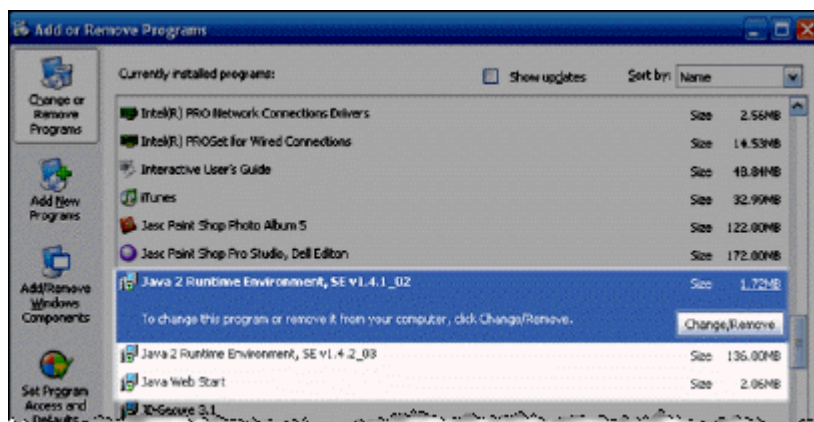 Add or Remove Programs
Change or
Remove
Programs
Add New
Programs
Add/Remove
Windows
Components
Set Program
Access and
Defaults
Currently installed programs:
Show updates
Sort by: Name
Intel(R) PRO Network Connections Drivers Size 2.56MB
Intel(R) PROSet for Wired Connections Size 14.53MB
Interactive User's Guide Size 48.84MB
iTunes Size 32.99MB
Jasc Paint Shop Photo Album 5 Size 122.00MB
Jasc Paint Shop Pro Studio, Dell Editon Size 172.00MB
Java 2 Runtime Environment, SE v1.4.1_02 Size 1.72MB
To change this program or remove it from your computer, click Change/Remove.
Change/Remove
Java 2 Runtime Environment, SE v1.4.2_03 Size 136.00MB
Java Web Start Size 2.06MB
3.1